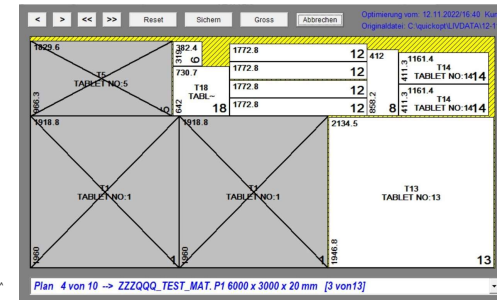 < > << >> Reset Sichern Gross Abbrechen
Optimierung vom: 12.11.2022/16:40 Kun
Originaldatei: C:\quickopt\LIVDATA\12-1
1829.6
966.3
T5
TABLET NO:5
5
382.4
319
6
730.7
642
T18
TABL~
18
1772.8
12
1772.8
12
1772.8
12
1772.8
12
412
858.2
8
1161.4
411.3
T14
TABLET NO:14
14
1161.4
411.3
T14
TABLET NO:14
14
1918.8
1960
T1
TABLET NO:1
1
1918.8
1960
T1
TABLET NO:1
1
2134.5
1946.8
T13
TABLET NO:13
13
Plan 4 von 10 --> ZZZQQQ_TEST_MAT. P1 6000 x 3000 x 20 mm [3 von13]